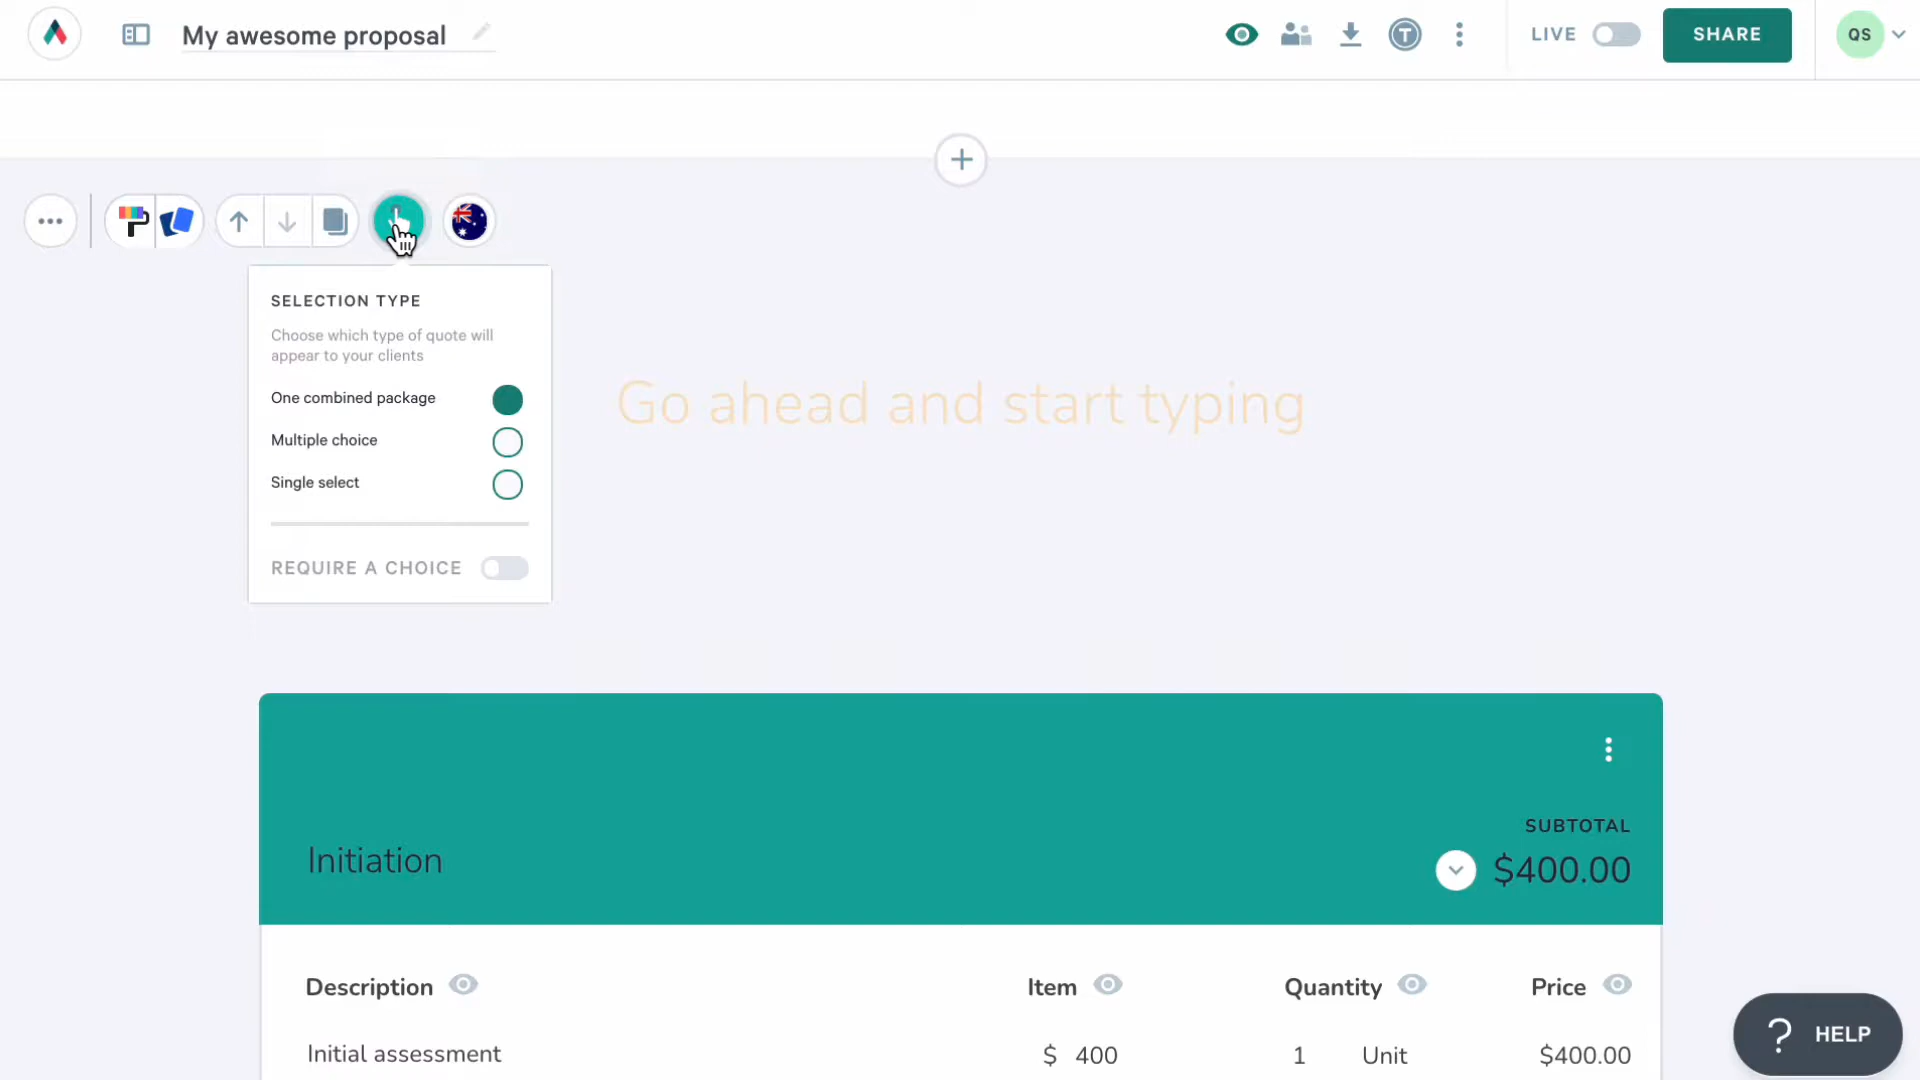 My awesome proposal
T
LIVE
SHARE
QS
SELECTION TYPE
Choose which type of quote will
appear to your clients
One combined package
Multiple choice
Single select
REQUIRE A CHOICE
Go ahead and start typing
SUBTOTAL
Initiation
$400.00
Description
Item
Quantity
Price
Initial assessment
$ 400
1
Unit
$400.00
? HELP